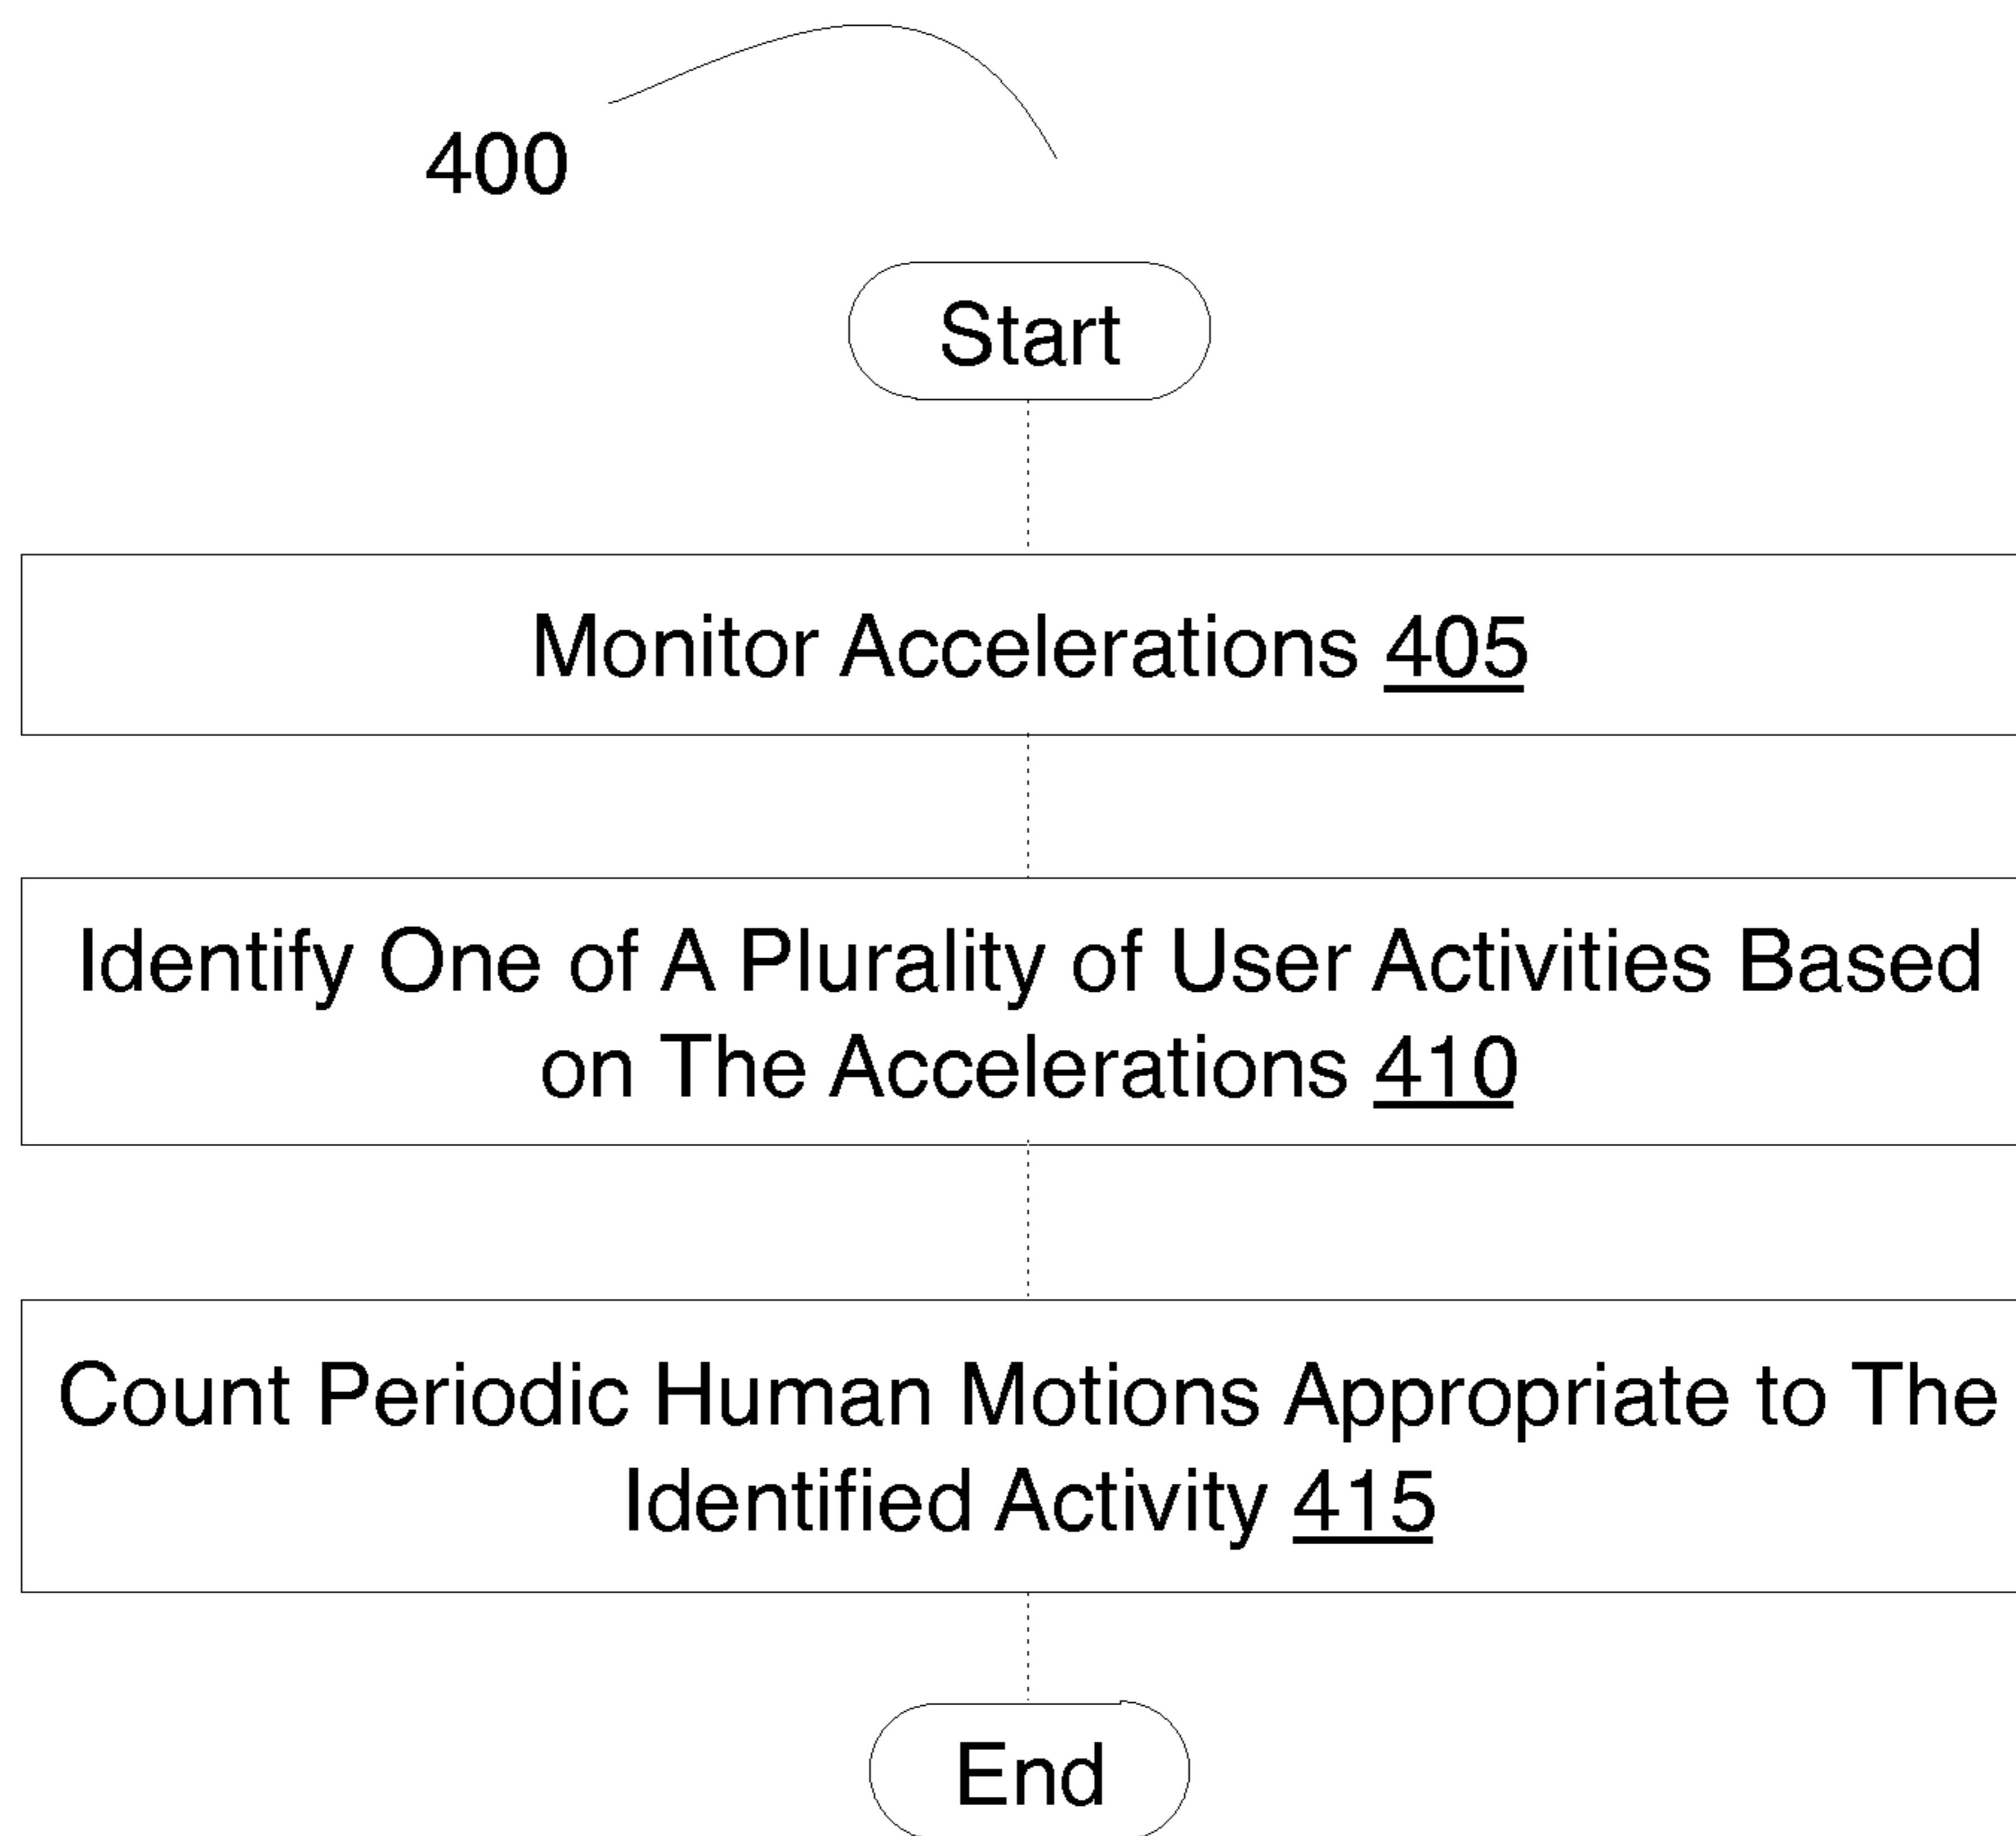 400
Start
Monitor Accelerations 405
Identify One of A Plurality of User Activities Based
on The Accelerations 410
Count Periodic Human Motions Appropriate to The
Identified Activity 415
End